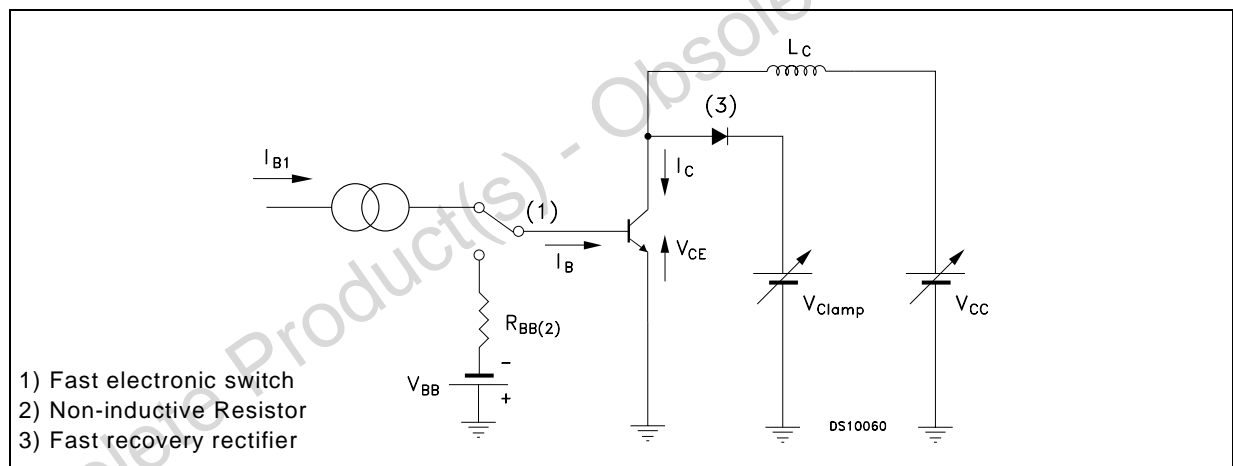 Obsolete Product(s) - Obsole
L_C
(3)
I_B1
I_C
(1)
I_B
V_CE
V_Clamp
V_CC
R_BB(2)
-
V_BB
+
DS10060
1) Fast electronic switch
2) Non-inductive Resistor
3) Fast recovery rectifier